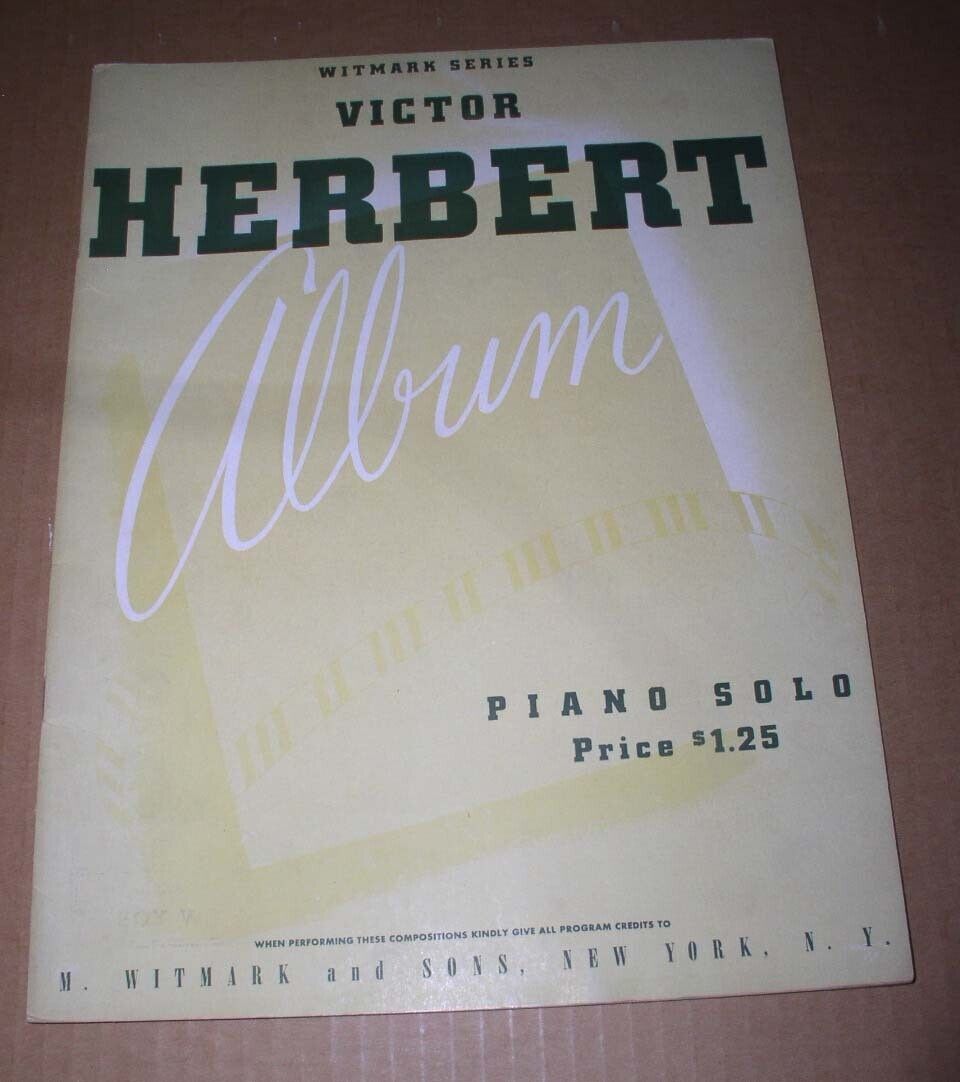 WITMARK SERIES
VICTOR
HERBERT
Album
PIANO SOLO
Price $1.25
WHEN PERFORMING THESE COMPOSITIONS KINDLY GIVE ALL PROGRAM CREDITS TO
M. WITMARK and SONS, NEW YORK, N. Y.